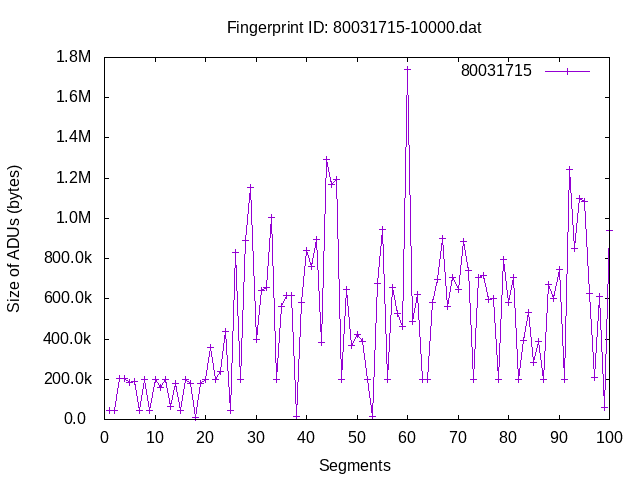 Fingerprint ID: 80031715-10000.dat
1.8M
80031715
1.6M
1.4M
1.2M
1.0M
800.0k
600.0k
400.0k
200.0k
0.0
Size of ADUs (bytes)
0 10 20 30 40 50 60 70 80 90 100
Segments